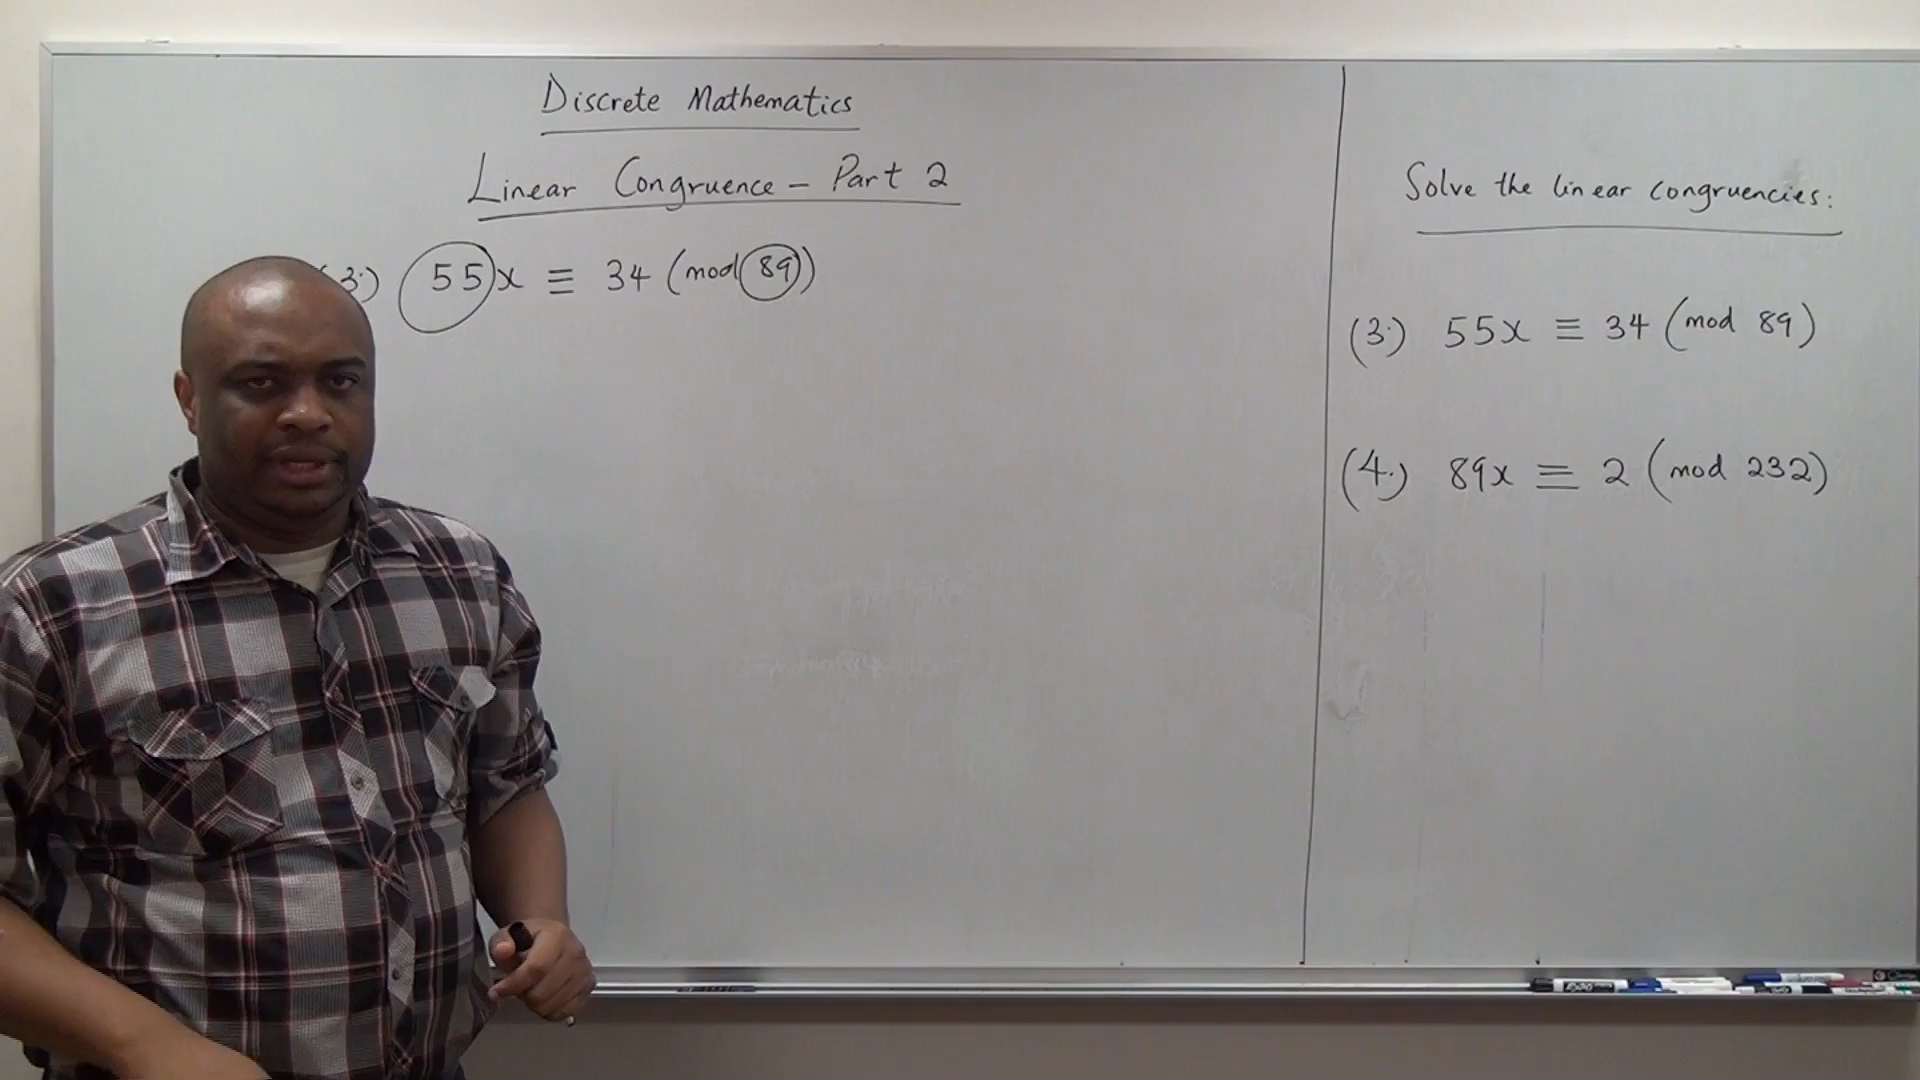 Discrete Mathematics
Linear Congruence – Part 2
(3.) 55x ≡ 34 (mod 89)
Solve the linear congruencies:
(3.) 55x ≡ 34 (mod 89)
(4.) 89x ≡ 2 (mod 232)